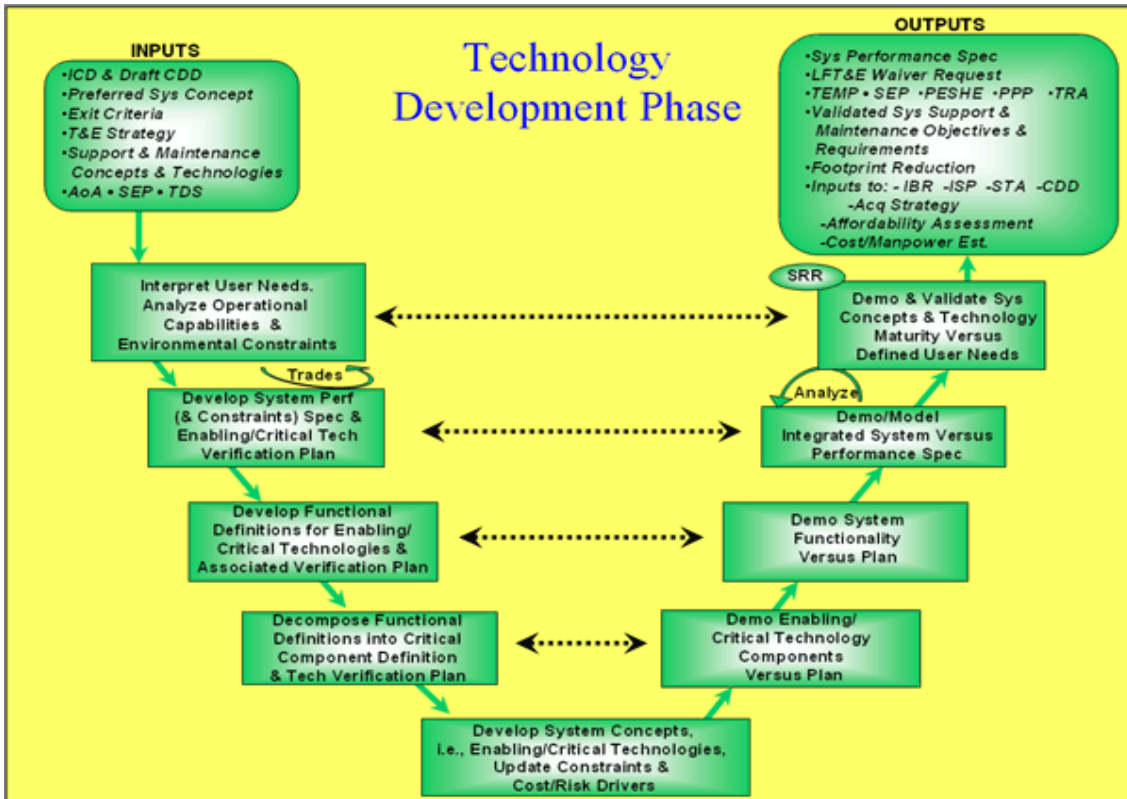 Technology
Development Phase
INPUTS
•ICD & Draft CDD
•Preferred Sys Concept
•Exit Criteria
•T&E Strategy
•Support & Maintenance
Concepts & Technologies
•AoA • SEP • TDS
OUTPUTS
•Sys Performance Spec
•LFT&E Waiver Request
•TEMP • SEP •PESHE •PPP •TRA
•Validated Sys Support &
Maintenance Objectives &
Requirements
•Footprint Reduction
•Inputs to: - IBR -ISP -STA -CDD
-Acq Strategy
-Affordability Assessment
-Cost/Manpower Est.
Interpret User Needs.
Analyze Operational
Capabilities &
Environmental Constraints
Trades
Develop System Perf
(& Constraints) Spec &
Enabling/Critical Tech
Verification Plan
Develop Functional
Definitions for Enabling/
Critical Technologies &
Associated Verification Plan
Decompose Functional
Definitions into Critical
Component Definition
& Tech Verification Plan
Develop System Concepts,
i.e., Enabling/Critical Technologies,
Update Constraints &
Cost/Risk Drivers
Demo Enabling/
Critical Technology
Components
Versus Plan
Demo System
Functionality
Versus Plan
Demo/Model
Integrated System Versus
Performance Spec
Analyze
Demo & Validate Sys
Concepts & Technology
Maturity Versus
Defined User Needs
SRR